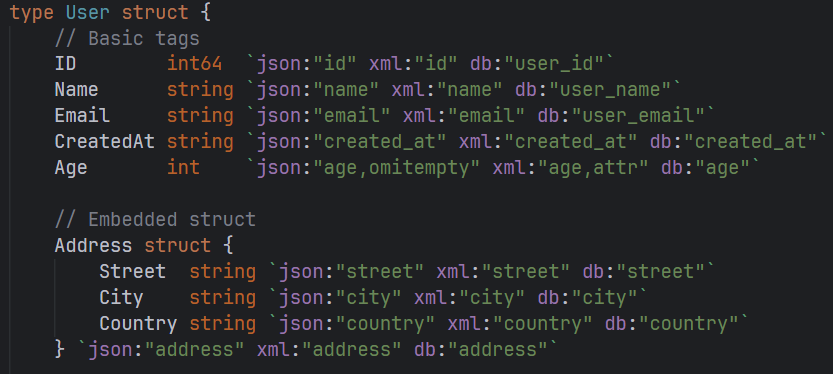 type User struct {
    // Basic tags
    ID        int64  `json:"id" xml:"id" db:"user_id"`
    Name      string `json:"name" xml:"name" db:"user_name"`
    Email     string `json:"email" xml:"email" db:"user_email"`
    CreatedAt string `json:"created_at" xml:"created_at" db:"created_at"`
    Age       int    `json:"age,omitempty" xml:"age,attr" db:"age"`

    // Embedded struct
    Address struct {
        Street  string `json:"street" xml:"street" db:"street"`
        City    string `json:"city" xml:"city" db:"city"`
        Country string `json:"country" xml:"country" db:"country"`
    } `json:"address" xml:"address" db:"address"`